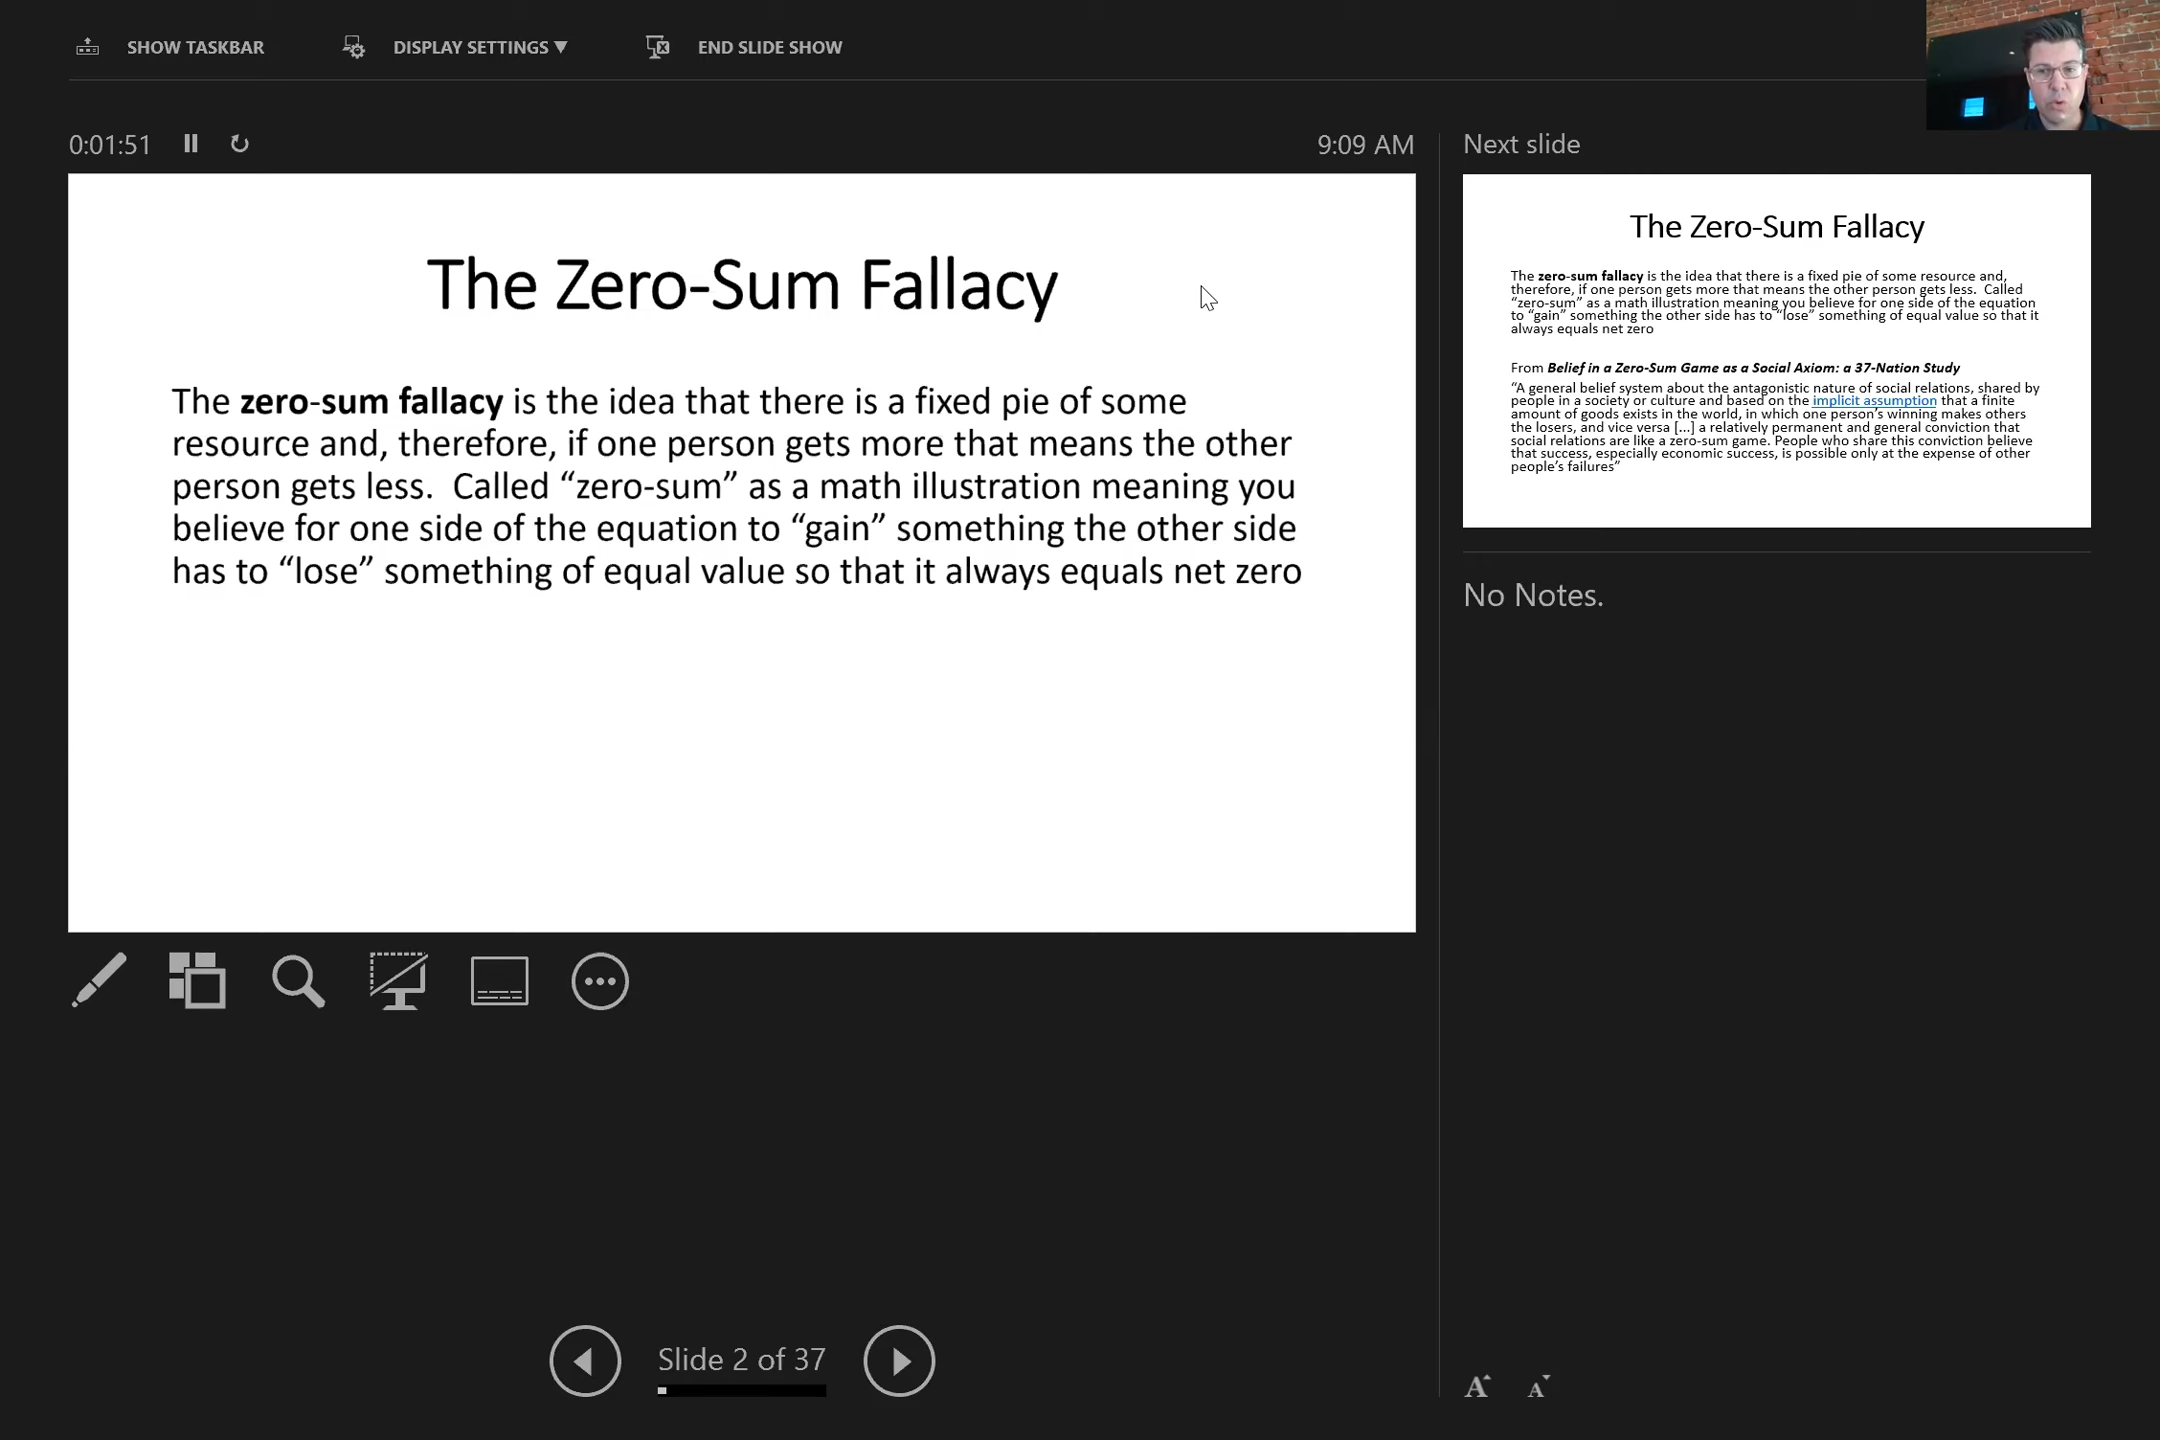 SHOW TASKBAR
DISPLAY SETTINGS ▼
END SLIDE SHOW
0:01:51
9:09 AM
The Zero-Sum Fallacy
The zero-sum fallacy is the idea that there is a fixed pie of some
resource and, therefore, if one person gets more that means the other
person gets less.  Called “zero-sum” as a math illustration meaning you
believe for one side of the equation to “gain” something the other side
has to “lose” something of equal value so that it always equals net zero
Slide 2 of 37
Next slide
The Zero-Sum Fallacy
The zero-sum fallacy is the idea that there is a fixed pie of some resource and,
therefore, if one person gets more that means the other person gets less.  Called
“zero-sum” as a math illustration meaning you believe for one side of the equation
to “gain” something the other side has to “lose” something of equal value so that it
always equals net zero
From Belief in a Zero-Sum Game as a Social Axiom: a 37-Nation Study
“A general belief system about the antagonistic nature of social relations, shared by
people in a society or culture and based on the implicit assumption that a finite
amount of goods exists in the world, in which one person’s winning makes others
the losers, and vice versa [...] a relatively permanent and general conviction that
social relations are like a zero-sum game. People who share this conviction believe
that success, especially economic success, is possible only at the expense of other
people’s failures”
No Notes.
A A